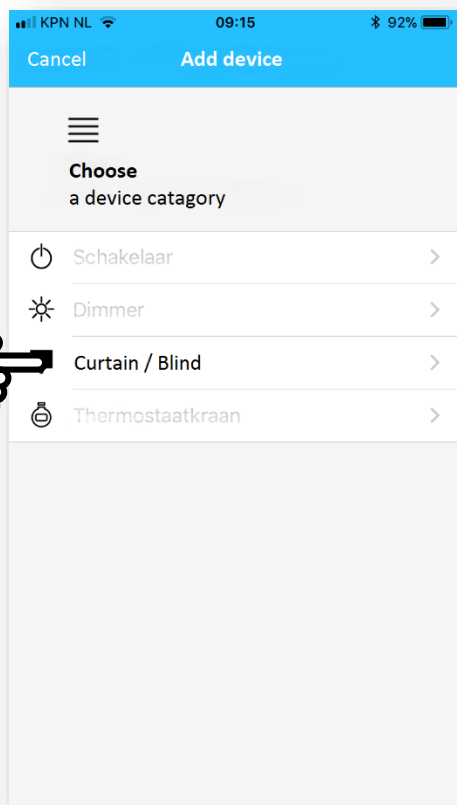 KPN NL 09:15 92%
Cancel Add device
Choose
a device catagory
Schakelaar
Dimmer
Curtain / Blind
Thermostaatkraan